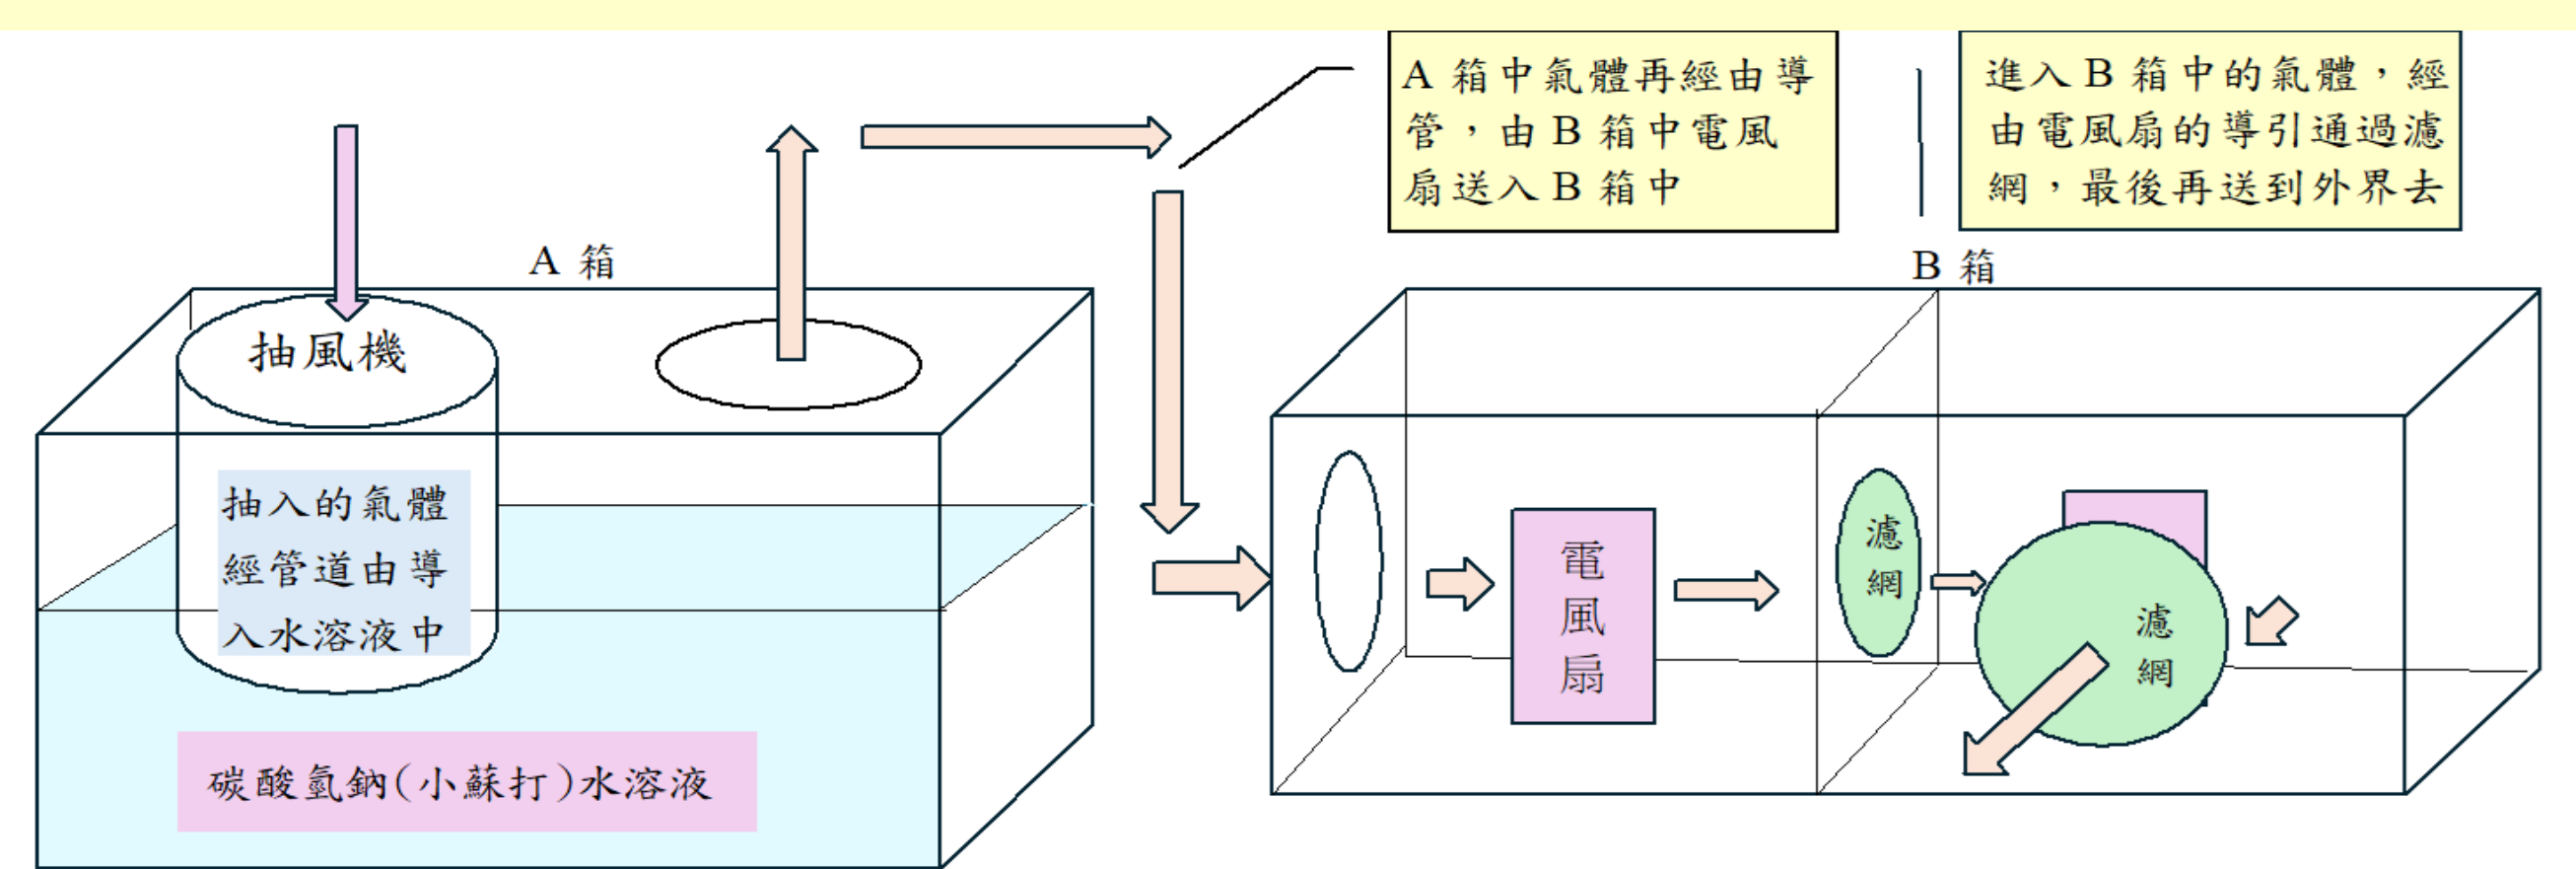 A 箱中氣體再經由導
管，由 B 箱中電風
扇送入 B 箱中
進入 B 箱中的氣體，經
由電風扇的導引通過濾
網，最後再送到外界去
A 箱
B 箱
抽風機
抽入的氣體
經管道由導
入水溶液中
碳酸氫鈉(小蘇打)水溶液
電
風
扇
濾
網
濾
網